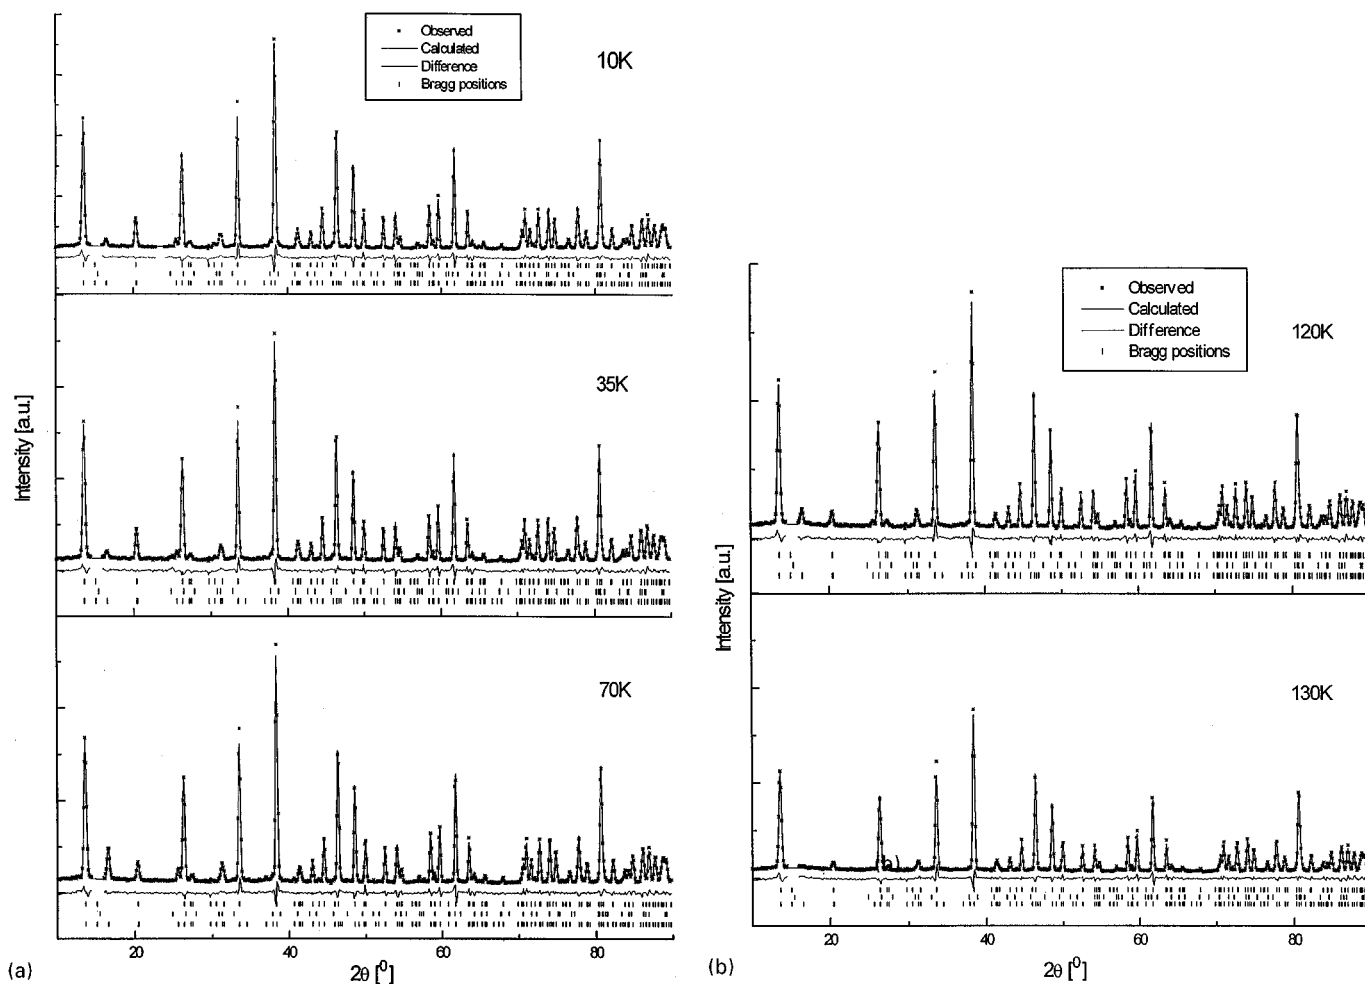 Observed
Calculated
Difference
Bragg positions
10K
35K
70K
Intensity [a.u.]
20
40
60
80
2θ [⁰]
(a)
Observed
Calculated
Difference
Bragg positions
120K
130K
Intensity [a.u.]
20
40
60
80
2θ [⁰]
(b)